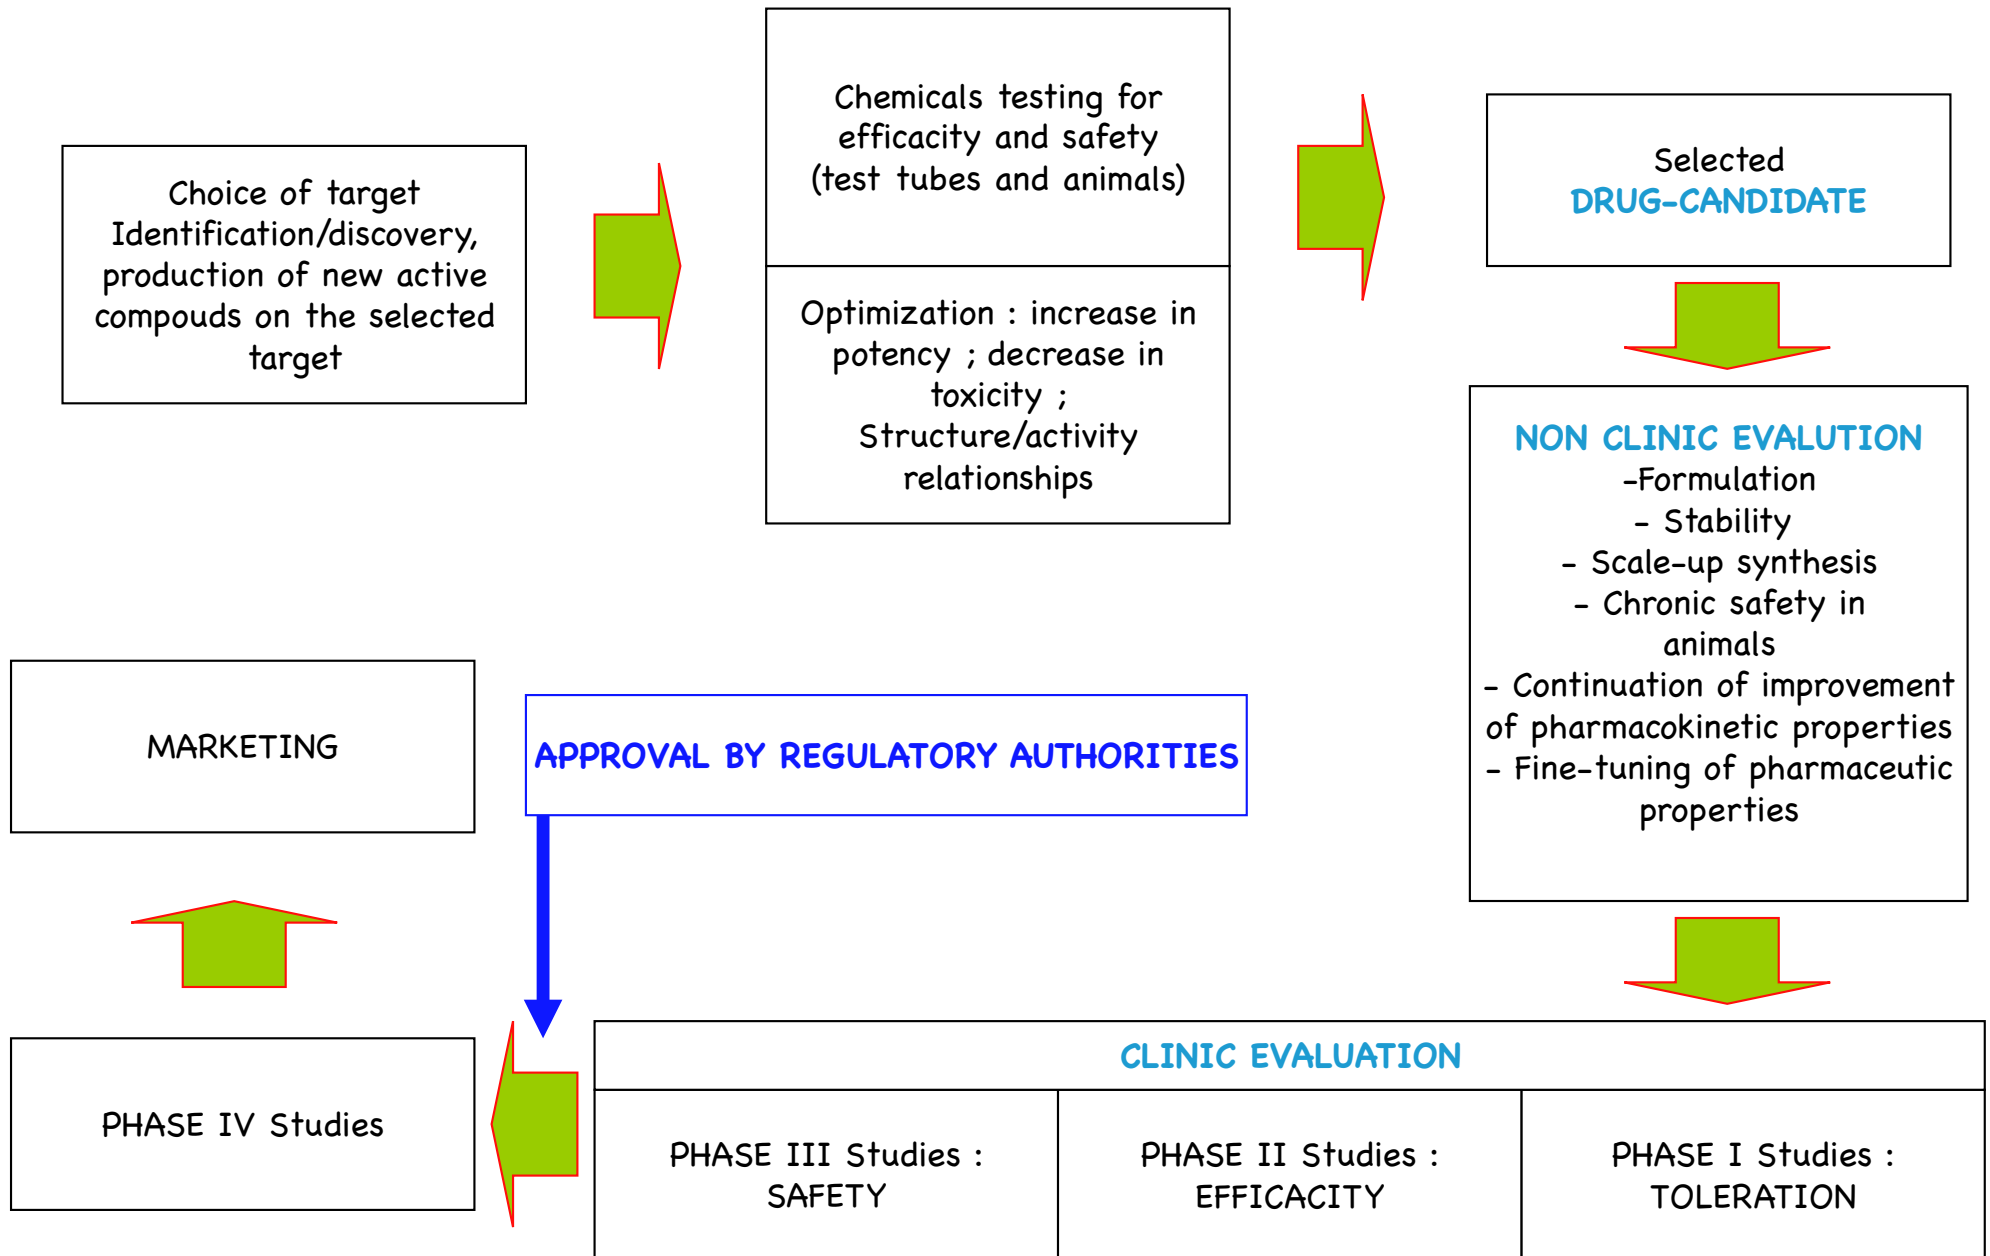 Choice of target
Identification/discovery,
production of new active
compouds on the selected
target
Chemicals testing for
efficacity and safety
(test tubes and animals)
Optimization : increase in
potency ; decrease in
toxicity ;
Structure/activity
relationships
Selected
DRUG-CANDIDATE
NON CLINIC EVALUTION
-Formulation
- Stability
- Scale-up synthesis
- Chronic safety in
animals
- Continuation of improvement
of pharmacokinetic properties
- Fine-tuning of pharmaceutic
properties
MARKETING
APPROVAL BY REGULATORY AUTHORITIES
CLINIC EVALUATION
PHASE IV Studies
PHASE III Studies :
SAFETY
PHASE II Studies :
EFFICACITY
PHASE I Studies :
TOLERATION